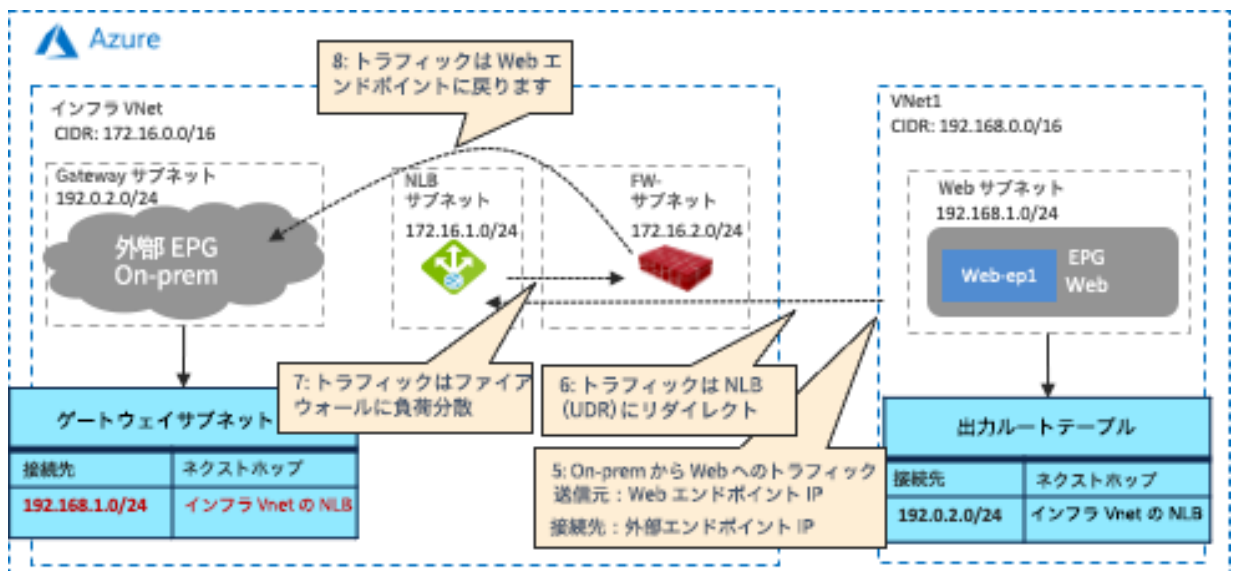 Azure
8: トラフィックは Web エ
ンドポイントに戻ります
インフラ VNet
CIDR: 172.16.0.0/16
Gateway サブネット
192.0.2.0/24
外部 EPG
On-prem
NLB
サブネット
172.16.1.0/24
FW-
サブネット
172.16.2.0/24
VNet1
CIDR: 192.168.0.0/16
Web サブネット
192.168.1.0/24
Web-ep1
EPG
Web
7: トラフィックはファイア
ウォールに負荷分散
6: トラフィックは NLB
(UDR) にリダイレクト
5: On-prem から Web へのトラフィック
送信元：Web エンドポイント IP
接続先：外部エンドポイント IP
ゲートウェイサブネット
接続先
ネクストホップ
192.168.1.0/24
インフラ Vnet の NLB
出力ルートテーブル
接続先
ネクストホップ
192.0.2.0/24
インフラ Vnet の NLB